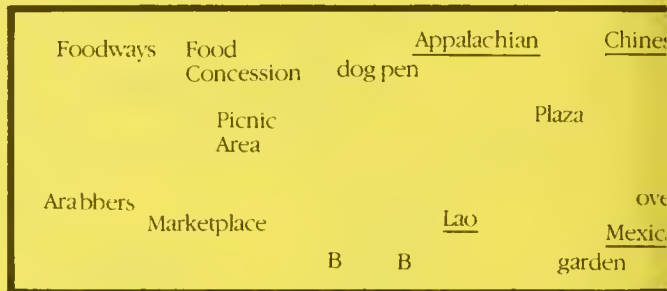 Foodways
Food
Concession
dog pen
Appalachian
Plaza
Picnic
Area
Arabbers
Marketplace
Lao
B
B
garden